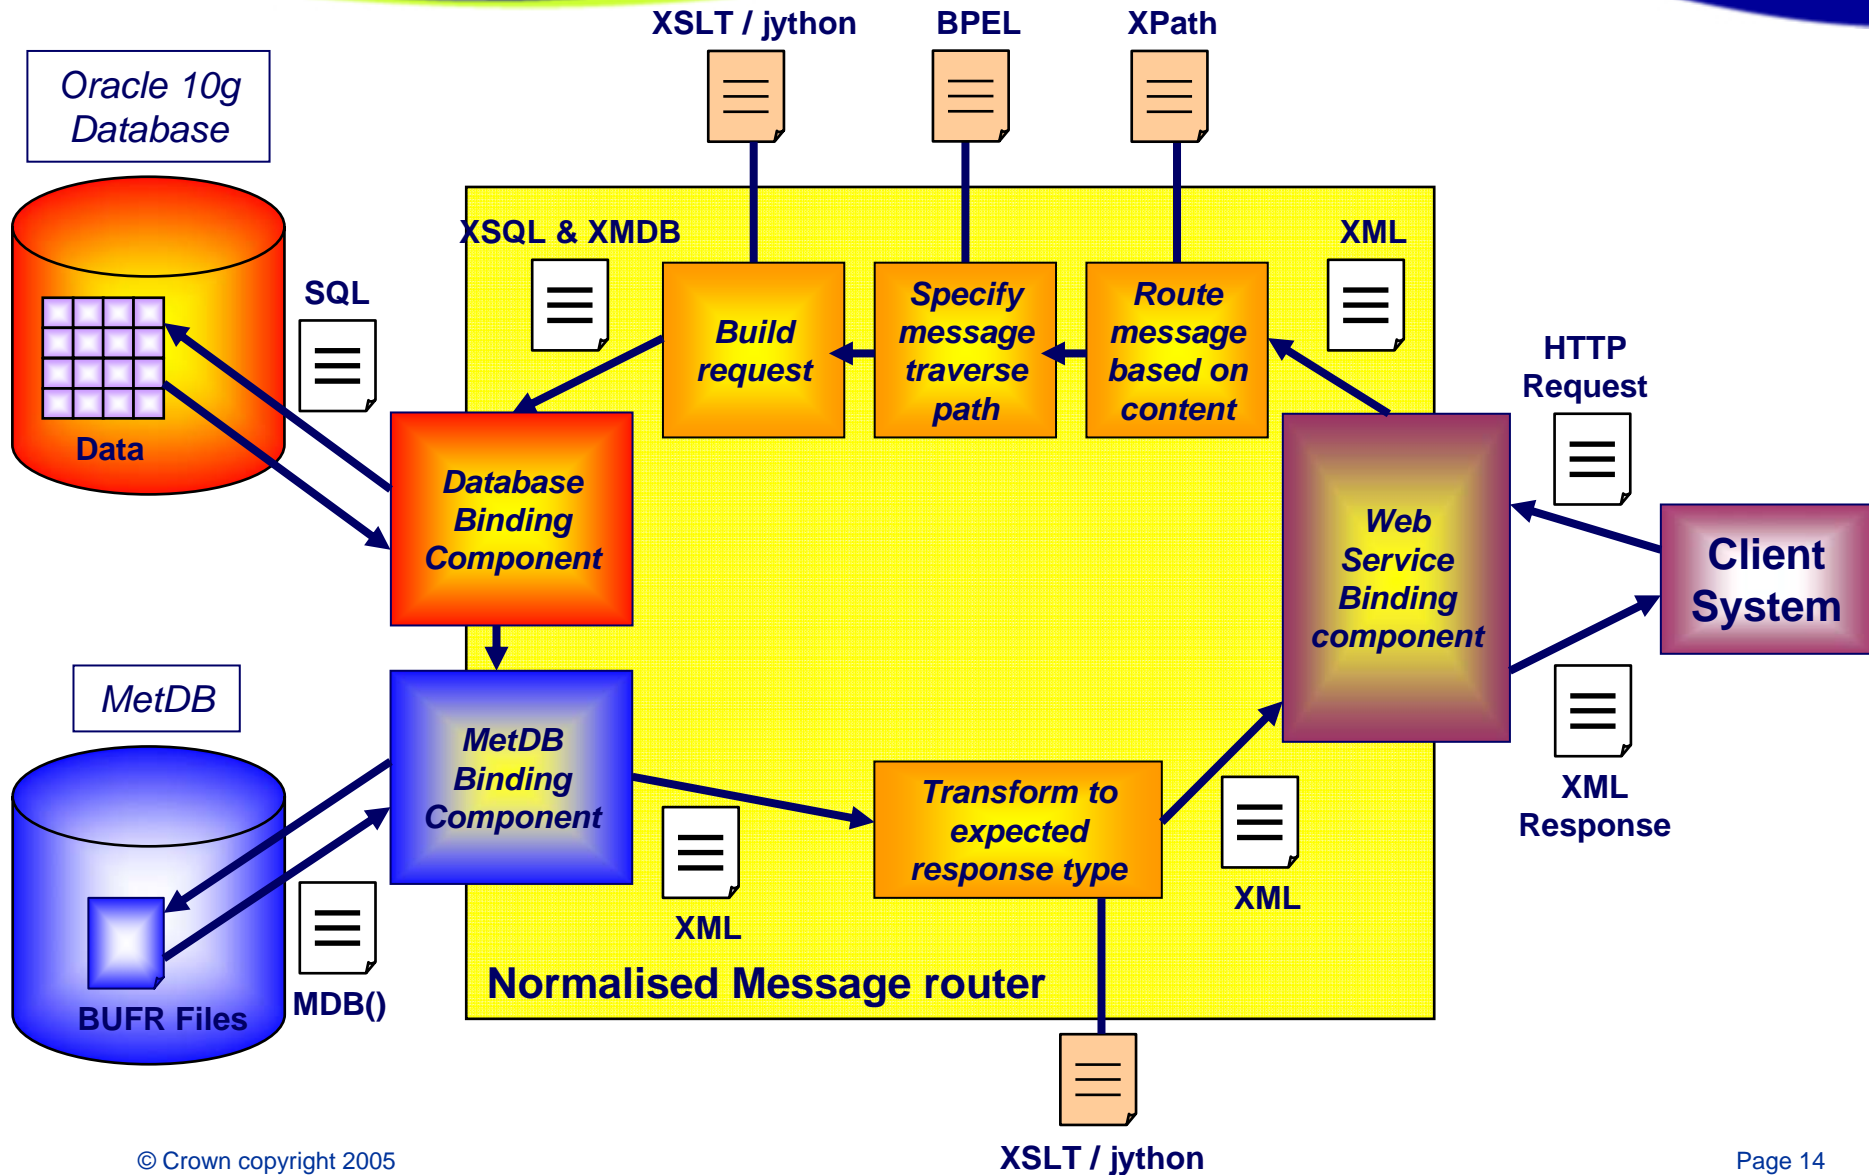 XSLT / jython
BPEL
XPath
Oracle 10g
Database
XSQL & XMDB
XML
SQL
Data
Build
request
Specify
message
traverse
path
Route
message
based on
content
HTTP
Request
Database
Binding
Component
Web
Service
Binding
component
Client
System
MetDB
MetDB
Binding
Component
Transform to
expected
response type
XML
Response
XML
XML
BUFR Files
MDB()
Normalised Message router
XSLT / jython
© Crown copyright 2005
Page 14